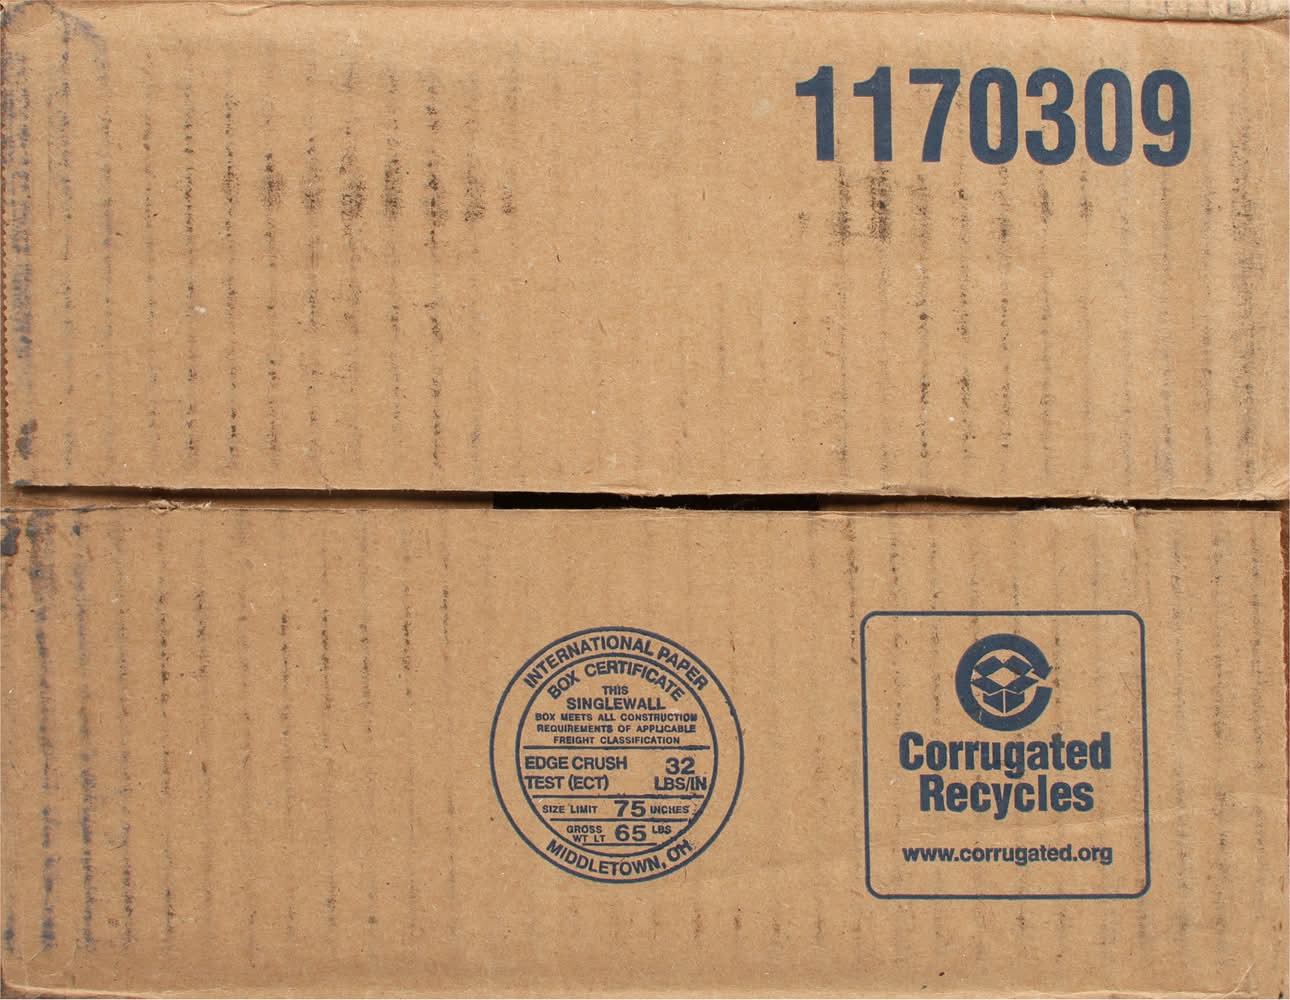 1170309
INTERNATIONAL PAPER
BOX CERTIFICATE
THIS
SINGLEWALL
BOX MEETS ALL CONSTRUCTION
REQUIREMENTS OF APPLICABLE
FREIGHT CLASSIFICATION
EDGE CRUSH 32
TEST (ECT) LBS/IN
SIZE LIMIT 75 INCHES
GROSS
WT LT 65 LBS
MIDDLETOWN, OH
Corrugated
Recycles
www.corrugated.org